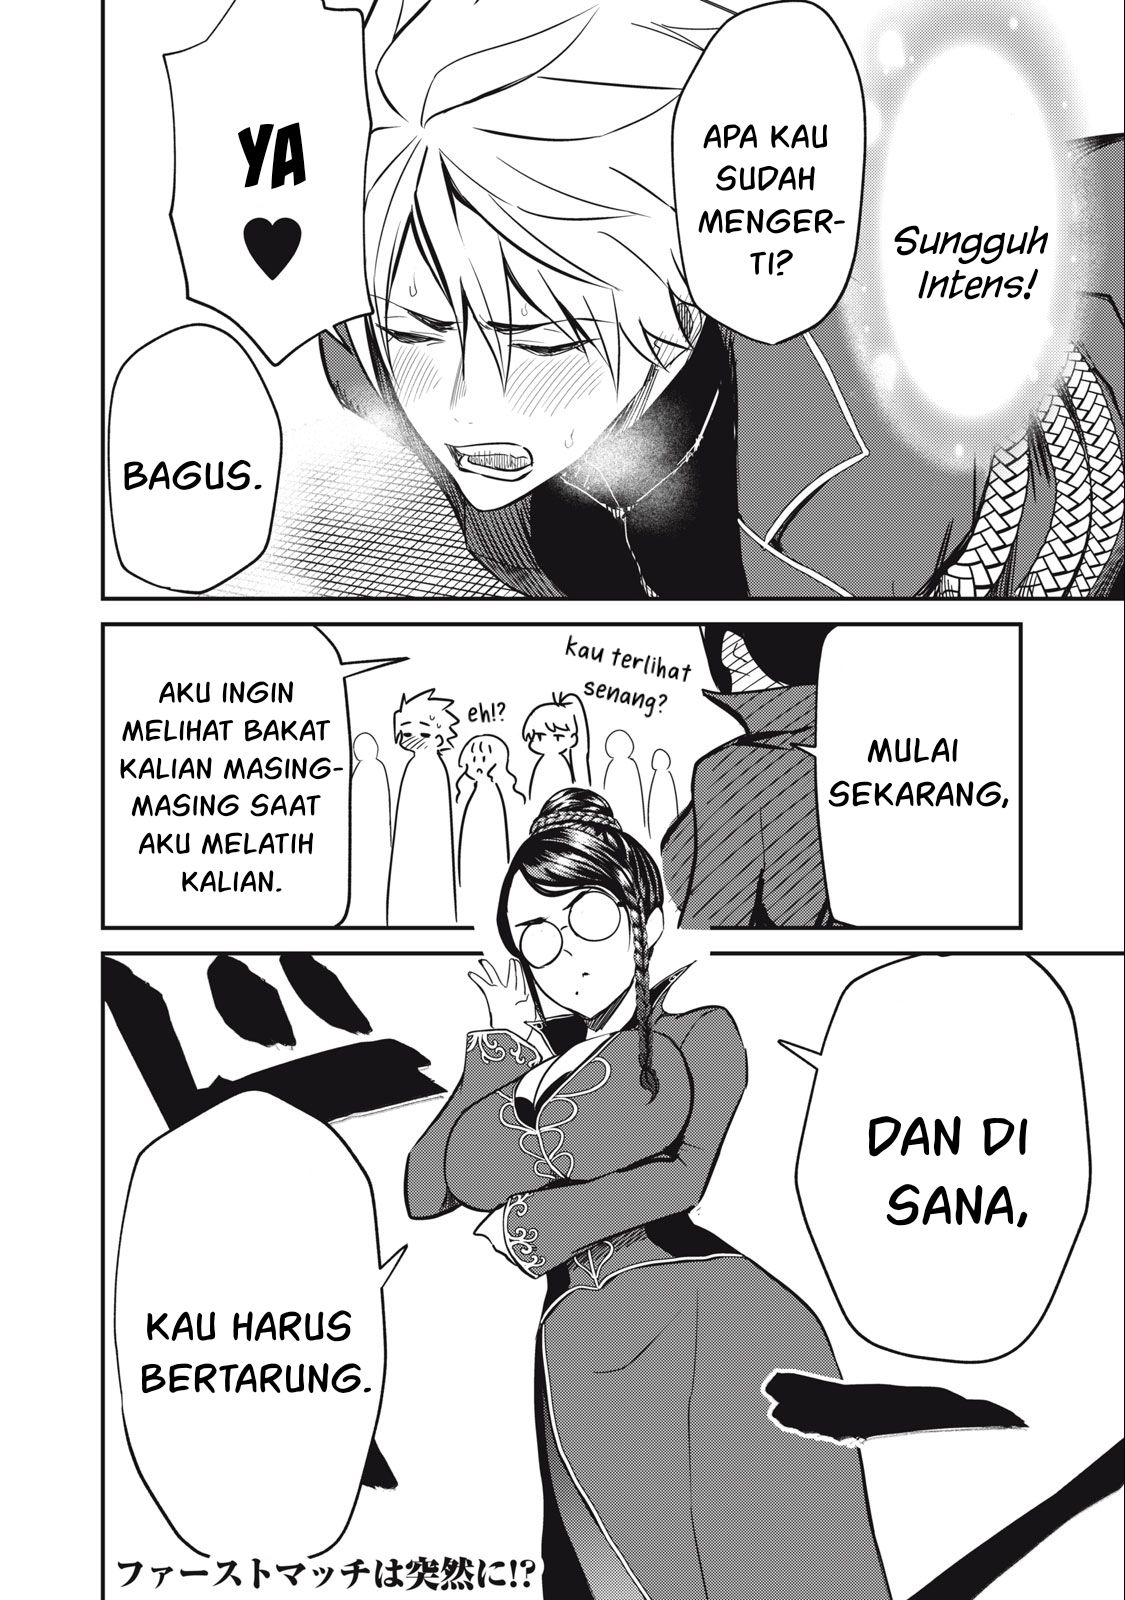 Sungguh
Intens!
APA KAU
SUDAH
MENGER-
TI?
YA
♥
BAGUS.
MULAI
SEKARANG,
kau terlihat
senang?
eh!?
AKU INGIN
MELIHAT BAKAT
KALIAN MASING-
MASING SAAT
AKU MELATIH
KALIAN.
DAN DI
SANA,
KAU HARUS
BERTARUNG.
ファーストマッチは突然に!?